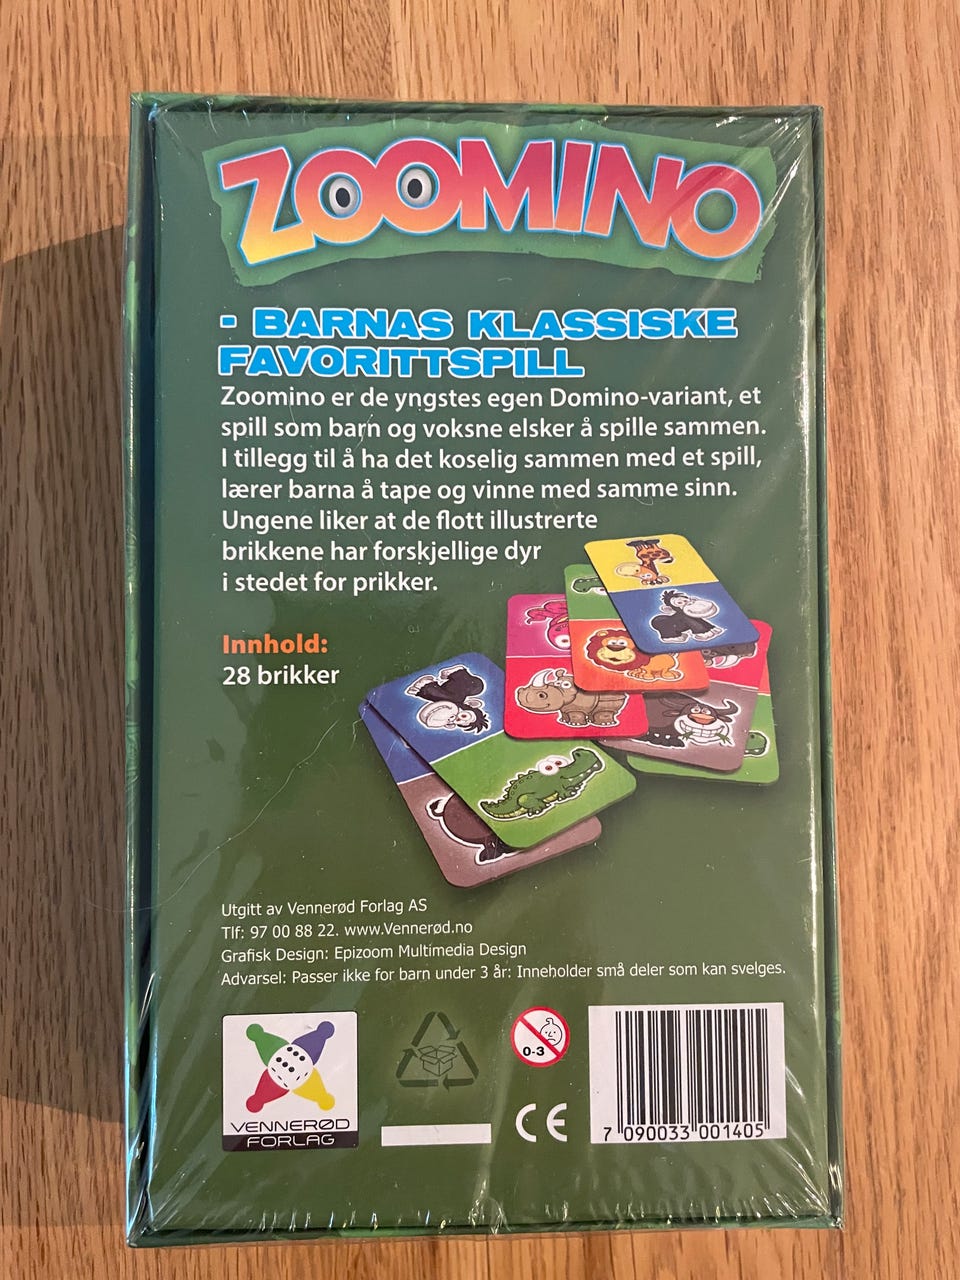 ZOOMINO
- BARNAS KLASSISKE
FAVORITTSPILL
Zoomino er de yngstes egen Domino-variant, et
spill som barn og voksne elsker å spille sammen.
I tillegg til å ha det koselig sammen med et spill,
lærer barna å tape og vinne med samme sinn.
Ungene liker at de flott illustrerte
brikkene har forskjellige dyr
i stedet for prikker.
Innhold:
28 brikker
Utgitt av Vennerød Forlag AS
Tlf: 97 00 88 22. www.Vennerød.no
Grafisk Design: Epizoom Multimedia Design
Advarsel: Passer ikke for barn under 3 år: Inneholder små deler som kan svelges.
0-3
VENNERØD
FORLAG
CE
7 090033 001405